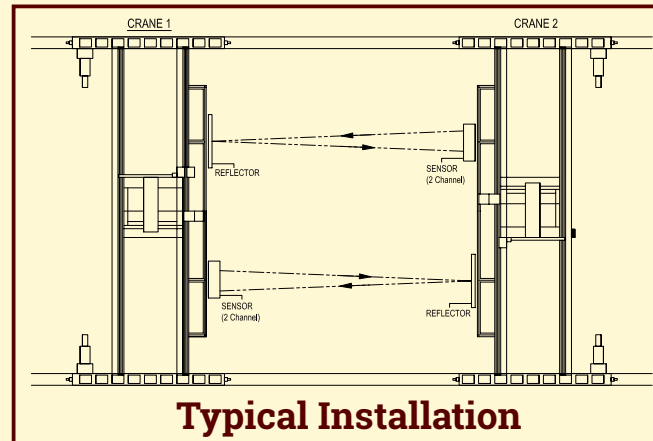 CRANE 1
CRANE 2
REFLECTOR
SENSOR
(2 Channel)
SENSOR
(2 Channel)
REFLECTOR
Typical Installation